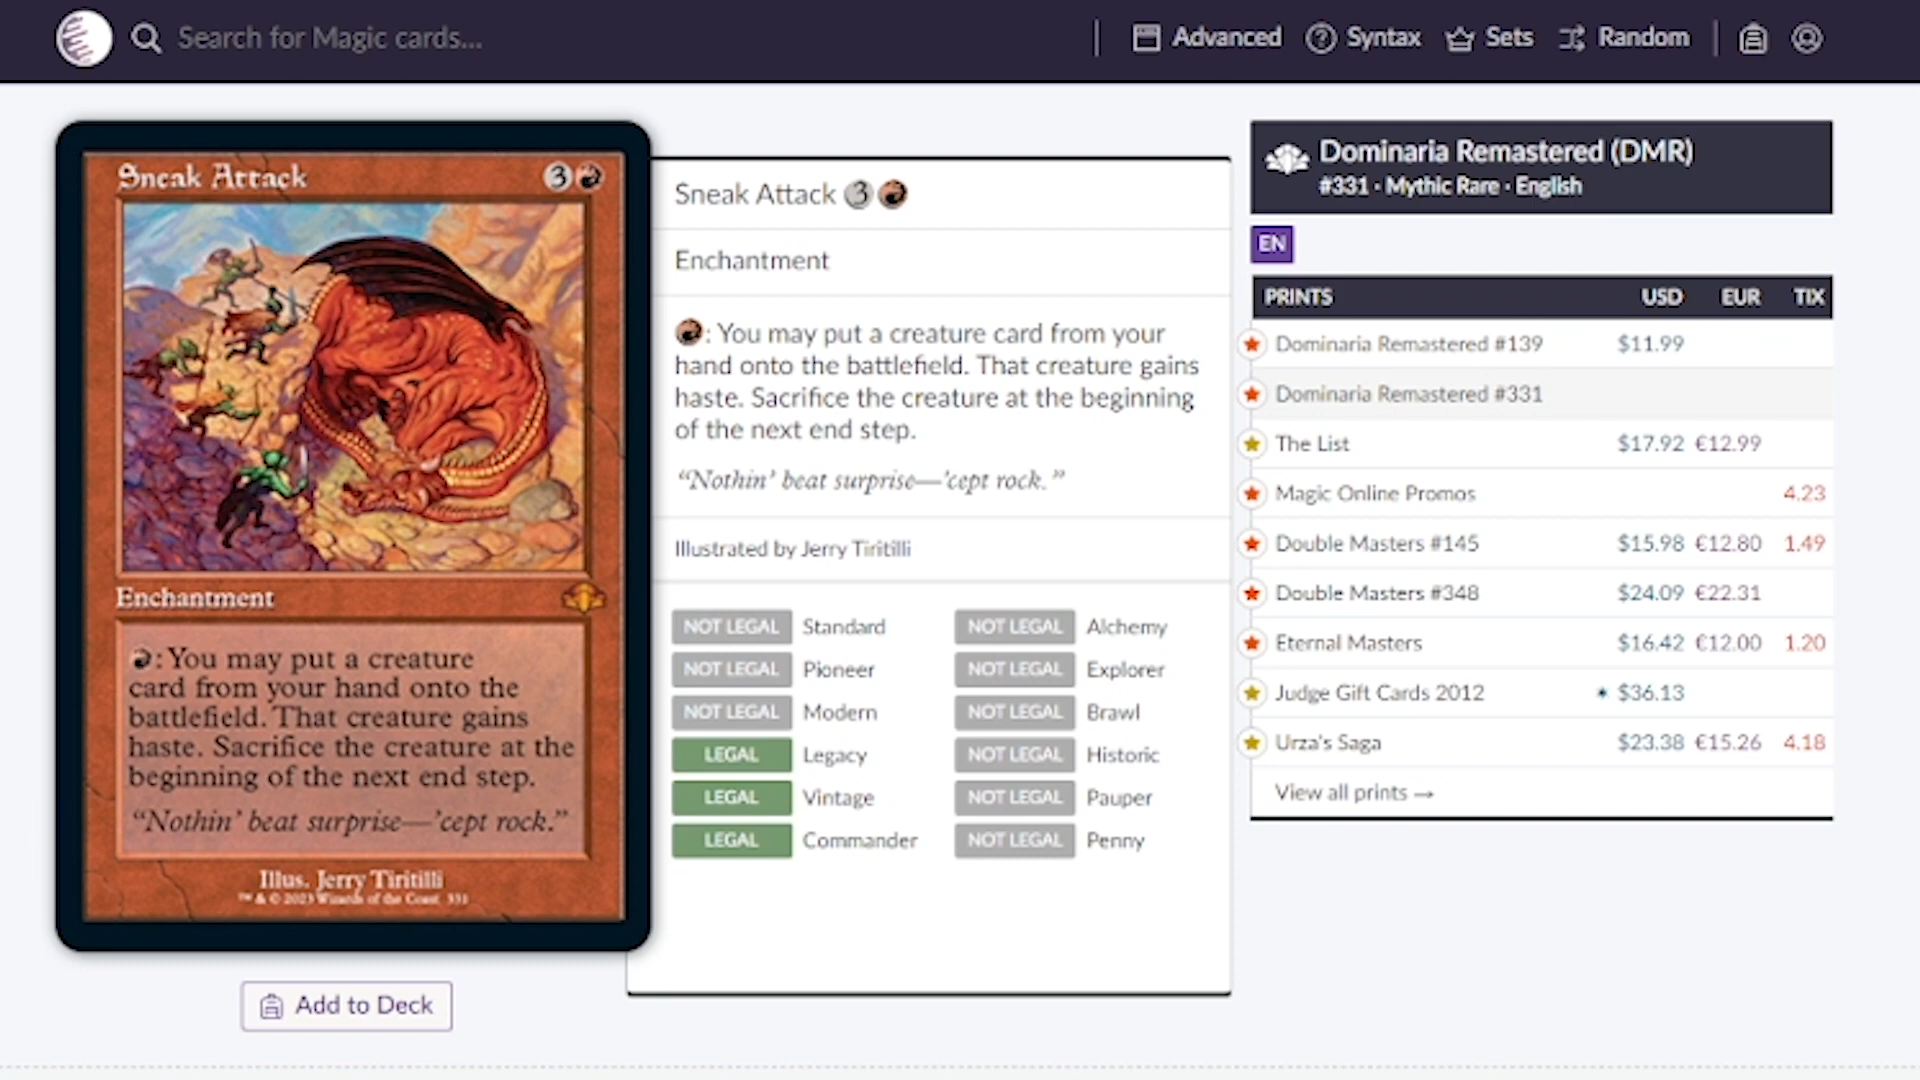 Search for Magic cards...
Advanced
Syntax
Sets
Random
Sneak Attack 3
Enchantment
:You may put a creature
card from your hand onto the
battlefield. That creature gains
haste. Sacrifice the creature at the
beginning of the next end step.
“Nothin’ beat surprise—’cept rock.”
Illus. Jerry Tiritilli
™ & © 2023 Wizards of the Coast 331
Add to Deck
Sneak Attack 3
Enchantment
: You may put a creature card from your
hand onto the battlefield. That creature gains
haste. Sacrifice the creature at the beginning
of the next end step.
“Nothin’ beat surprise—’cept rock.”
Illustrated by Jerry Tiritilli
NOT LEGAL Standard NOT LEGAL Alchemy
NOT LEGAL Pioneer NOT LEGAL Explorer
NOT LEGAL Modern NOT LEGAL Brawl
LEGAL Legacy NOT LEGAL Historic
LEGAL Vintage NOT LEGAL Pauper
LEGAL Commander NOT LEGAL Penny
Dominaria Remastered (DMR)
#331 · Mythic Rare · English
EN
PRINTS USD EUR TIX
Dominaria Remastered #139 $11.99
Dominaria Remastered #331
The List $17.92 €12.99
Magic Online Promos 4.23
Double Masters #145 $15.98 €12.80 1.49
Double Masters #348 $24.09 €22.31
Eternal Masters $16.42 €12.00 1.20
Judge Gift Cards 2012 $36.13
Urza's Saga $23.38 €15.26 4.18
View all prints →